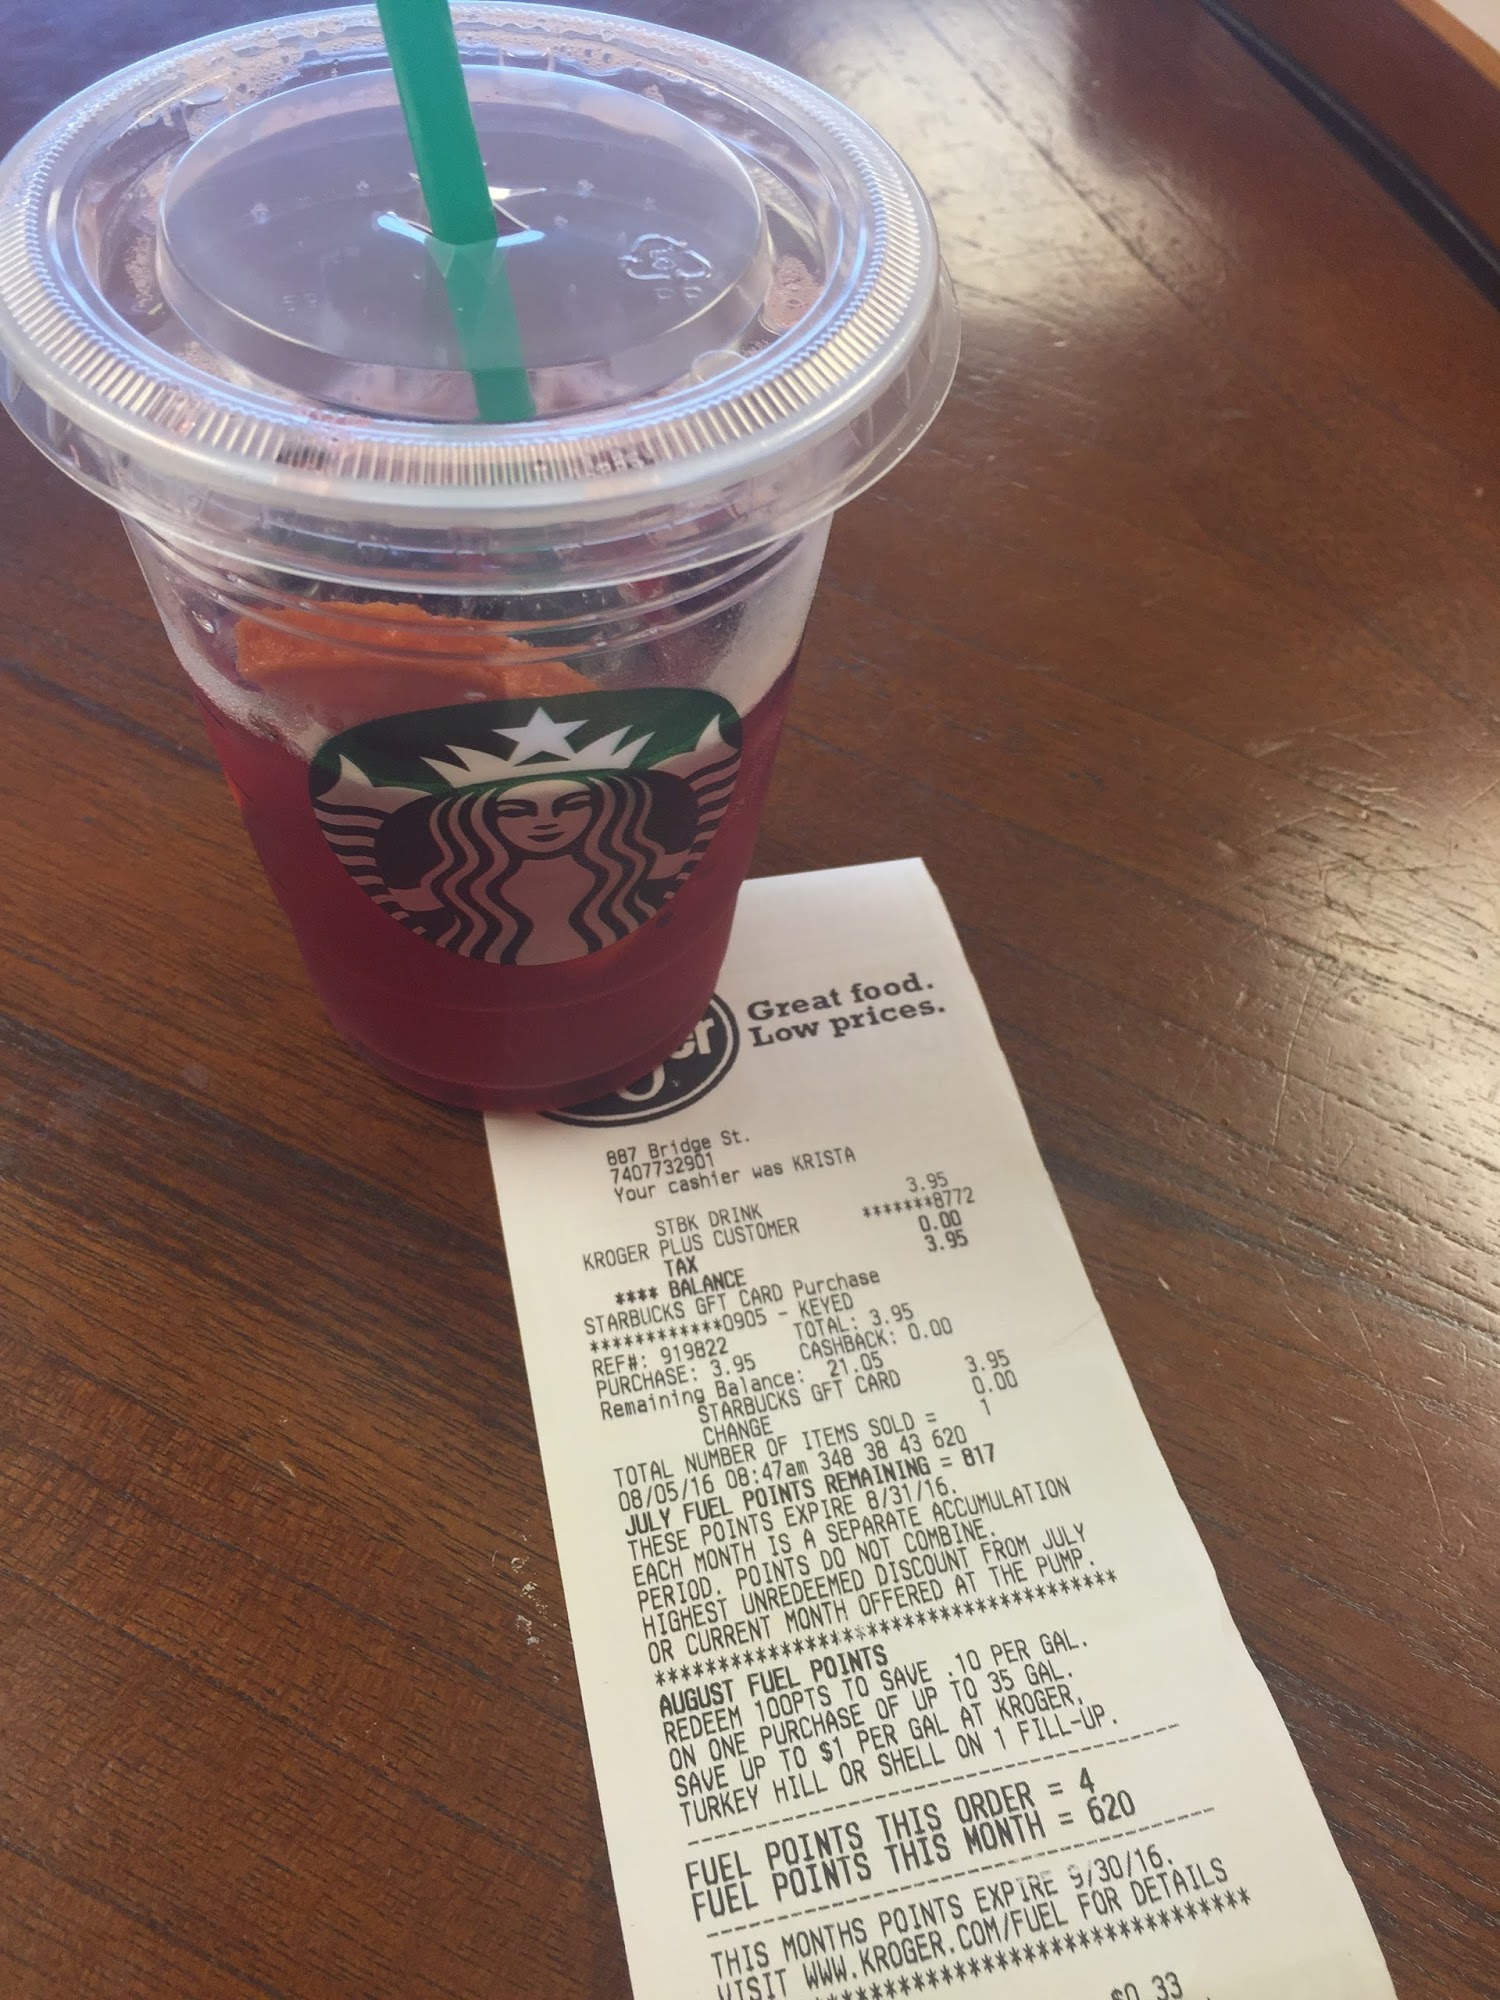 Great food.
Low prices.
887 Bridge St.
7407732901
Your cashier was KRISTA
STBK DRINK 3.95
KROGER PLUS CUSTOMER *******8772
TAX 0.00
**** BALANCE 3.95
STARBUCKS GFT CARD Purchase
************0905 - KEYED
REF#: 919822 TOTAL: 3.95
PURCHASE: 3.95 CASHBACK: 0.00
Remaining Balance: 21.05
STARBUCKS GFT CARD 3.95
CHANGE 0.00
TOTAL NUMBER OF ITEMS SOLD = 1
08/05/16 08:47am 348 38 43 620
JULY FUEL POINTS REMAINING = 817
THESE POINTS EXPIRE 8/31/16.
EACH MONTH IS A SEPARATE ACCUMULATION
PERIOD. POINTS DO NOT COMBINE.
HIGHEST UNREDEEMED DISCOUNT FROM JULY
OR CURRENT MONTH OFFERED AT THE PUMP.
*************************************
AUGUST FUEL POINTS
REDEEM 100PTS TO SAVE .10 PER GAL.
ON ONE PURCHASE OF UP TO 35 GAL.
SAVE UP TO $1 PER GAL AT KROGER,
TURKEY HILL OR SHELL ON 1 FILL-UP.
---------------------------------------
FUEL POINTS THIS ORDER = 4
FUEL POINTS THIS MONTH = 620
---------------------------------------
THIS MONTHS POINTS EXPIRE 9/30/16.
VISIT WWW.KROGER.COM/FUEL FOR DETAILS
*************************************
$0.33